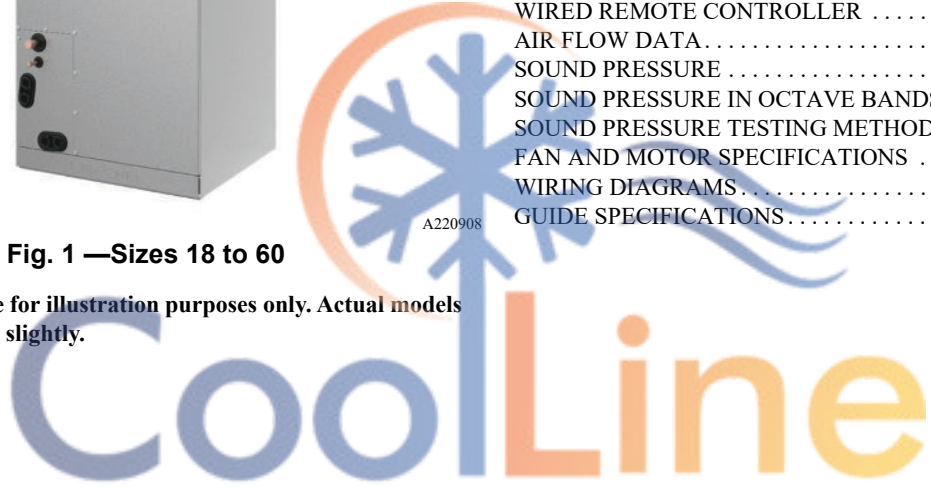 A220908
Fig. 1 —Sizes 18 to 60
for illustration purposes only. Actual models
slightly.
WIRED REMOTE CONTROLLER . . . . . .
AIR FLOW DATA . . . . . . . . . . . . . . . . . . .
SOUND PRESSURE . . . . . . . . . . . . . . . . .
SOUND PRESSURE IN OCTAVE BANDS
SOUND PRESSURE TESTING METHOD
FAN AND MOTOR SPECIFICATIONS . .
WIRING DIAGRAMS . . . . . . . . . . . . . . . .
GUIDE SPECIFICATIONS . . . . . . . . . . . .
CoolLine